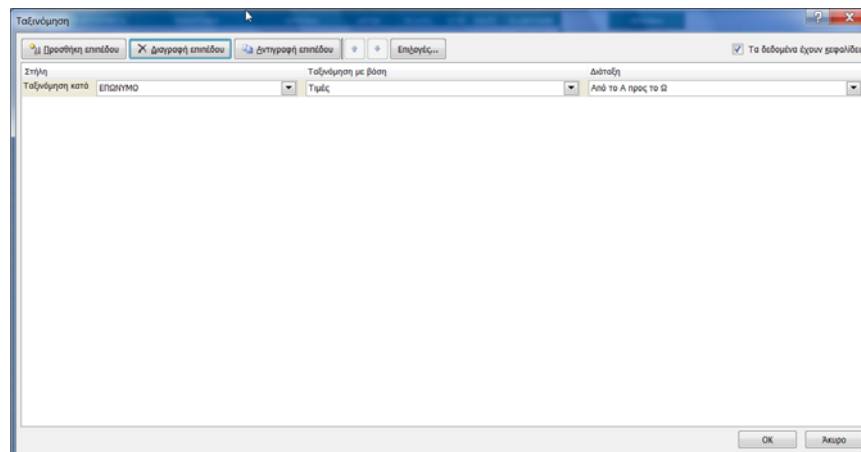 Ταξινόμηση
Προσθήκη επιπέδου Διαγραφή επιπέδου Αντιγραφή επιπέδου Επιλογές... Τα δεδομένα έχουν κεφαλίδες
Στήλη Ταξινόμηση με βάση Διάταξη
Ταξινόμηση κατά ΕΠΩΝΥΜΟ Τιμές Από το Α προς το Ω
OK Άκυρο